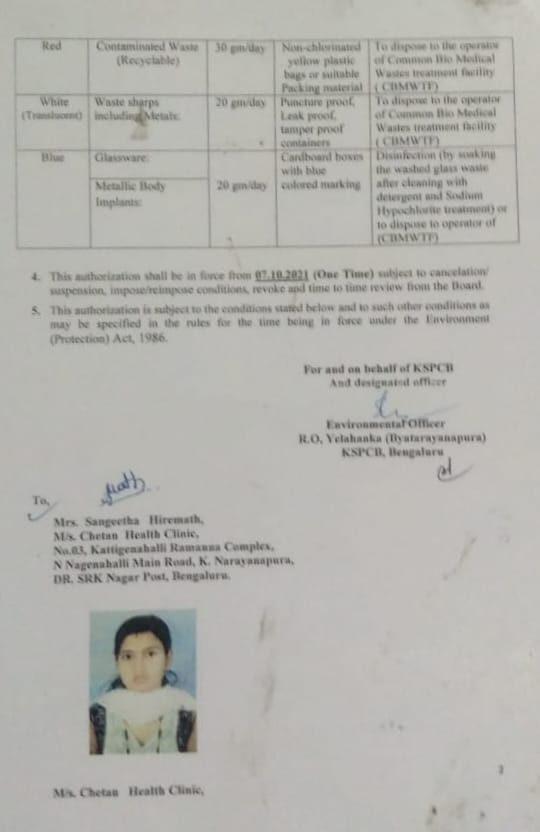 Red Contaminated Waste 30 gm/day Non-chlorinated To dispose to the operator
(Recyclable) yellow plastic of Common Bio Medical
bags or suitable Wastes treatment facility
Packing material ( CBMWTF)
White Waste sharps 20 gm/day Puncture proof, To dispose to the operator
(Translucent) including Metals: Leak proof, of Common Bio Medical
tamper proof Wastes treatment facility
containers ( CBMWTF)
Blue Glassware: Cardboard boxes Disinfection (by soaking
with blue the washed glass waste
Metallic Body 20 gm/day colored marking after cleaning with
Implants: detergent and Sodium
Hypochlorite treatment) or
to dispose to operator of
(CBMWTF)
4. This authorization shall be in force from 07.10.2021 (One Time) subject to cancelation/
suspension, impose/reimpose conditions, revoke and time to time review from the Board.
5. This authorization is subject to the conditions stated below and to such other conditions as
may be specified in the rules for the time being in force under the Environment
(Protection) Act, 1986.
For and on behalf of KSPCB
And designated officer
Environmental Officer
R.O, Yelahanka (Byatarayanapura)
KSPCB, Bengaluru
To,
Mrs. Sangeetha Hiremath,
M/s. Chetan Health Clinic,
No.03, Kattigenahalli Ramanna Complex,
N Nagenahalli Main Road, K. Narayanapura,
DR. SRK Nagar Post, Bengaluru.
M/s. Chetan Health Clinic,